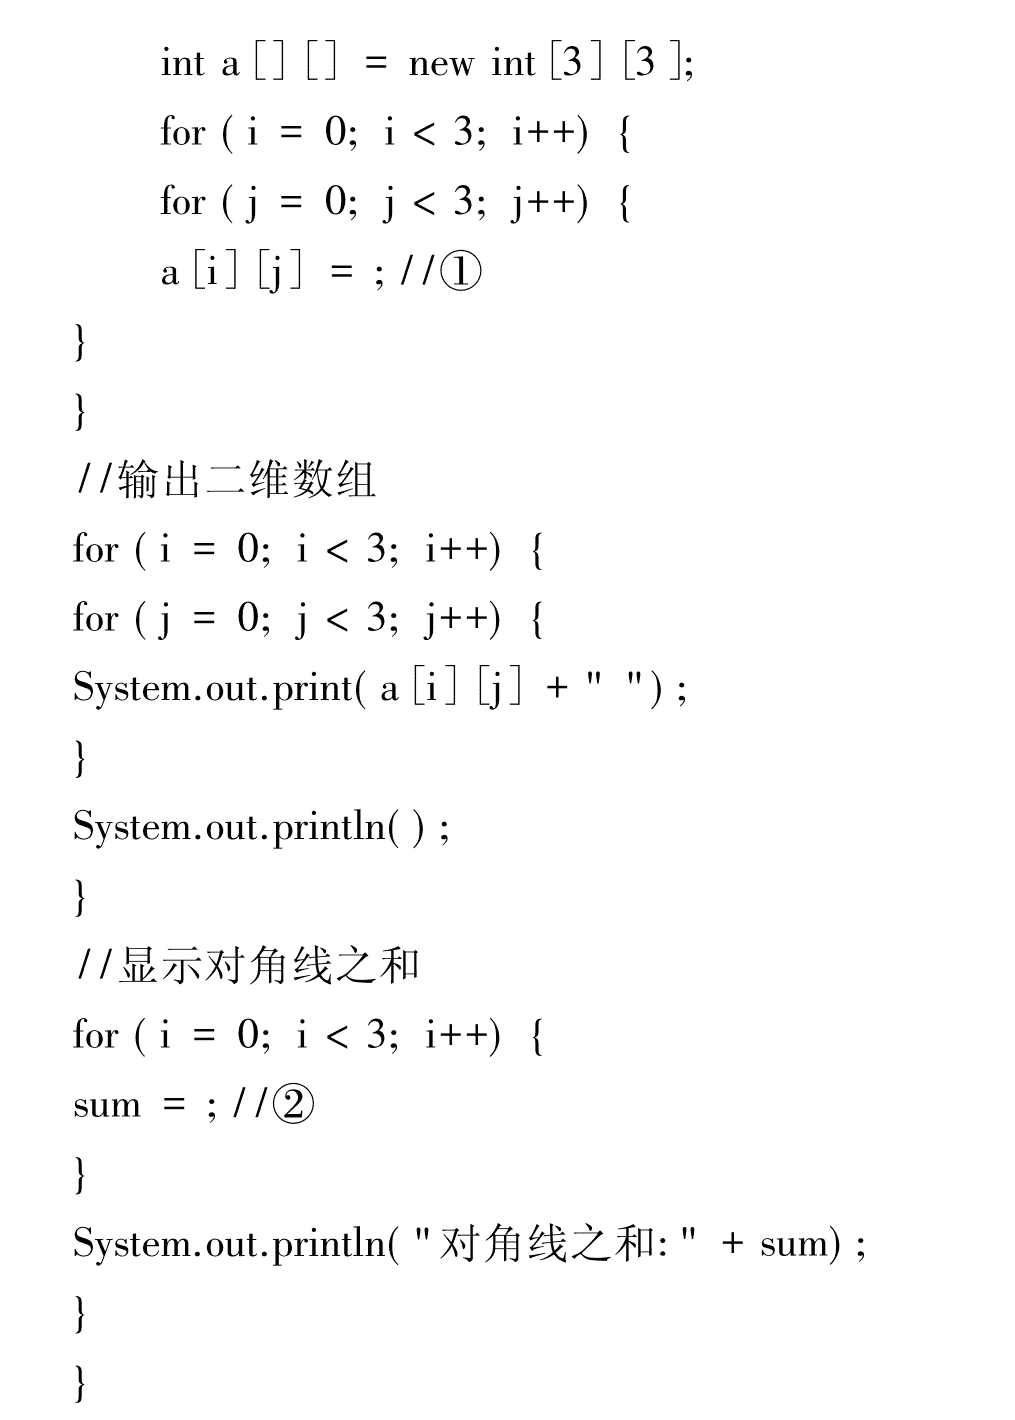 int a[][] = new int[3][3];
for (i = 0; i < 3; i++) {
for (j = 0; j < 3; j++) {
a[i][j] = ; //①
}
}
//输出二维数组
for (i = 0; i < 3; i++) {
for (j = 0; j < 3; j++) {
System.out.print(a[i][j] + " ");
}
System.out.println();
}
//显示对角线之和
for (i = 0; i < 3; i++) {
sum = ; //②
}
System.out.println("对角线之和:" + sum);
}
}